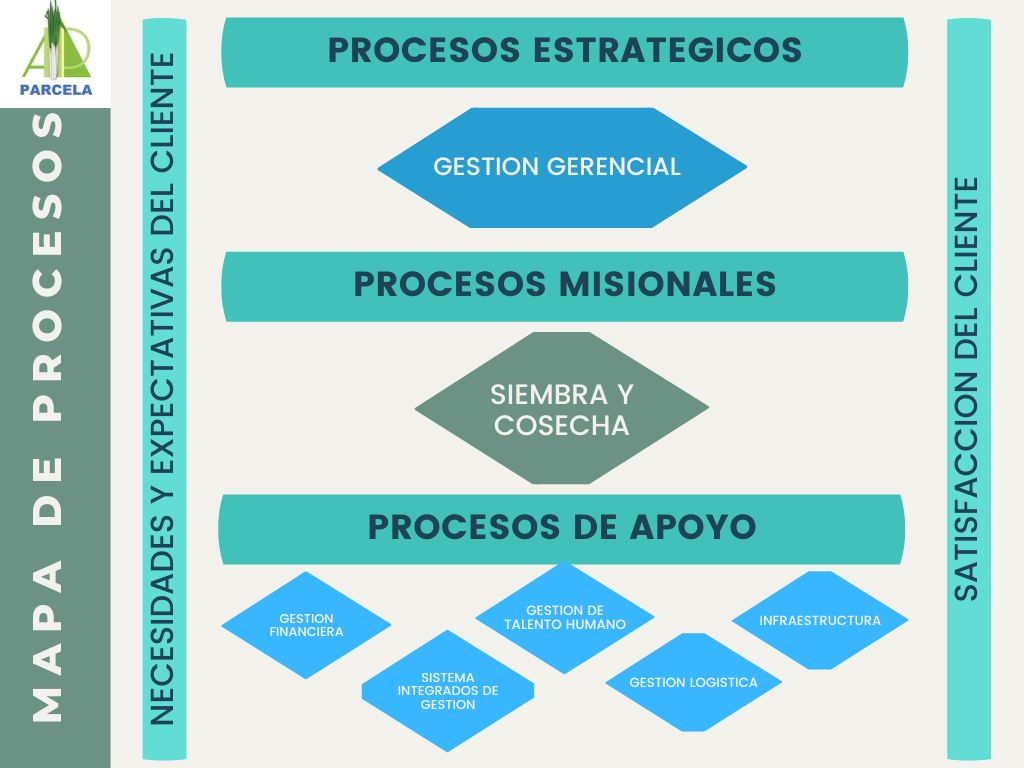 AD
PARCELA
MAPA DE PROCESOS
NECESIDADES Y EXPECTATIVAS DEL CLIENTE
PROCESOS ESTRATEGICOS
GESTION GERENCIAL
PROCESOS MISIONALES
SIEMBRA Y
COSECHA
PROCESOS DE APOYO
GESTION
FINANCIERA
SISTEMA
INTEGRADOS DE
GESTION
GESTION DE
TALENTO HUMANO
GESTION LOGISTICA
INFRAESTRUCTURA
SATISFACCION DEL CLIENTE